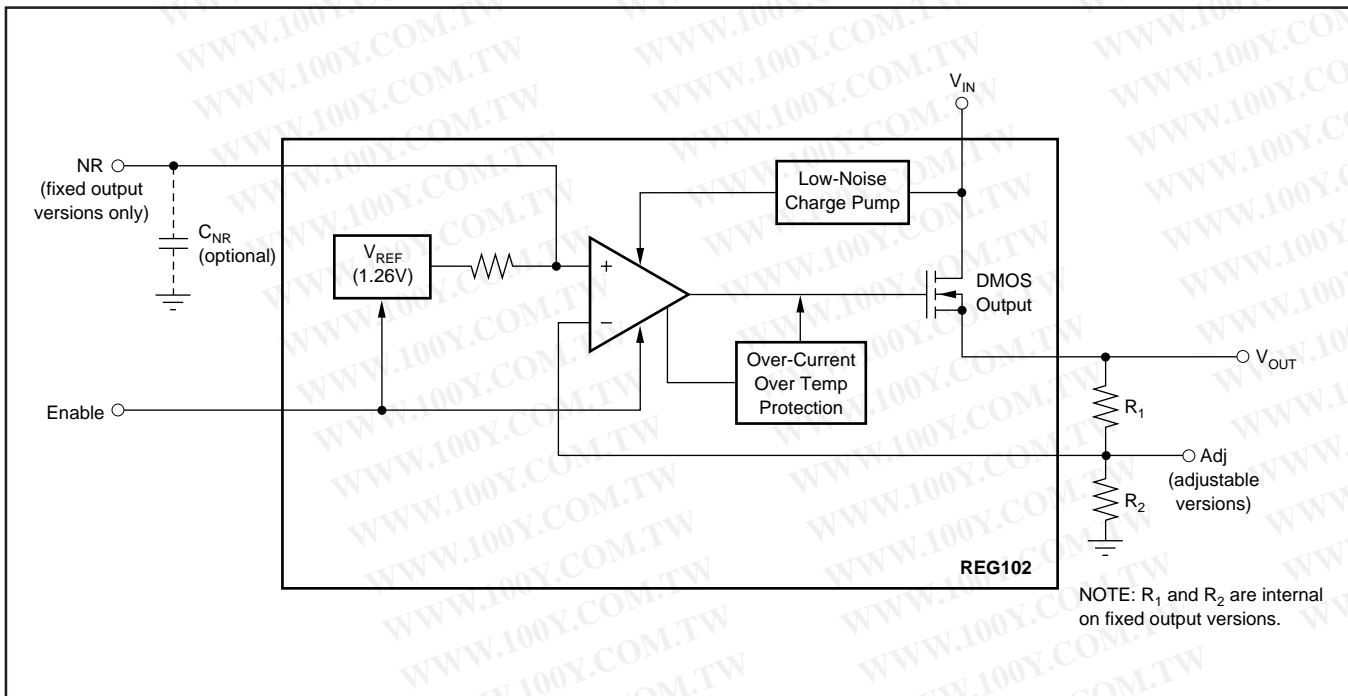 V_IN
NR
(fixed output
versions only)
C_NR
(optional)
V_REF
(1.26V)
Low-Noise
Charge Pump
+
–
DMOS
Output
Over-Current
Over Temp
Protection
V_OUT
R_1
Enable
Adj
(adjustable
versions)
R_2
REG102
NOTE: R_1 and R_2 are internal
on fixed output versions.
WWW.100Y.COM.TW